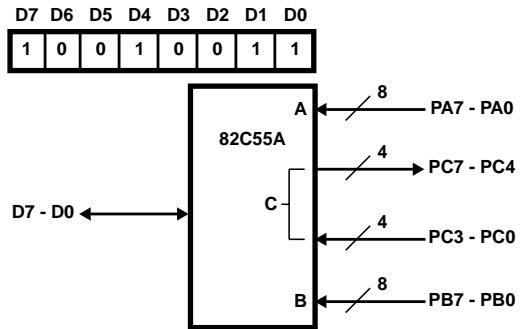 D7 D6 D5 D4 D3 D2 D1 D0
1 0 0 1 0 0 1 1
8
A
PA7 - PA0
82C55A
4
PC7 - PC4
C
D7 - D0
4
PC3 - PC0
8
B
PB7 - PB0